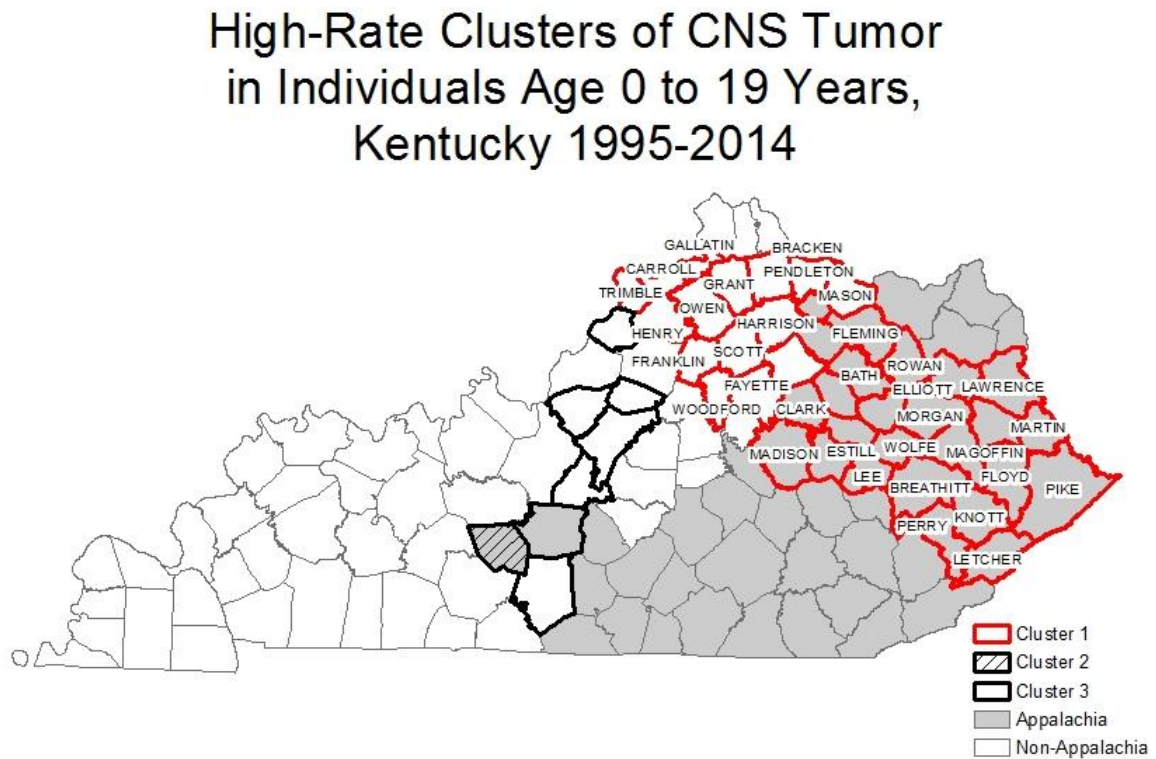 High-Rate Clusters of CNS Tumor
in Individuals Age 0 to 19 Years,
Kentucky 1995-2014
GALLATIN
BRACKEN
CARROLL
PENDLETON
GRANT
TRIMBLE
MASON
OWEN
HARRISON
HENRY
FLEMING
SCOTT
FRANKLIN
ROWAN
BATH
FAYETTE
ELLIOTT
LAWRENCE
WOODFORD
CLARK
MORGAN
MARTIN
MADISON
ESTILL
WOLFE
MAGOFFIN
LEE
FLOYD
BREATHITT
PIKE
KNOTT
PERRY
LETCHER
Cluster 1
Cluster 2
Cluster 3
Appalachia
Non-Appalachia